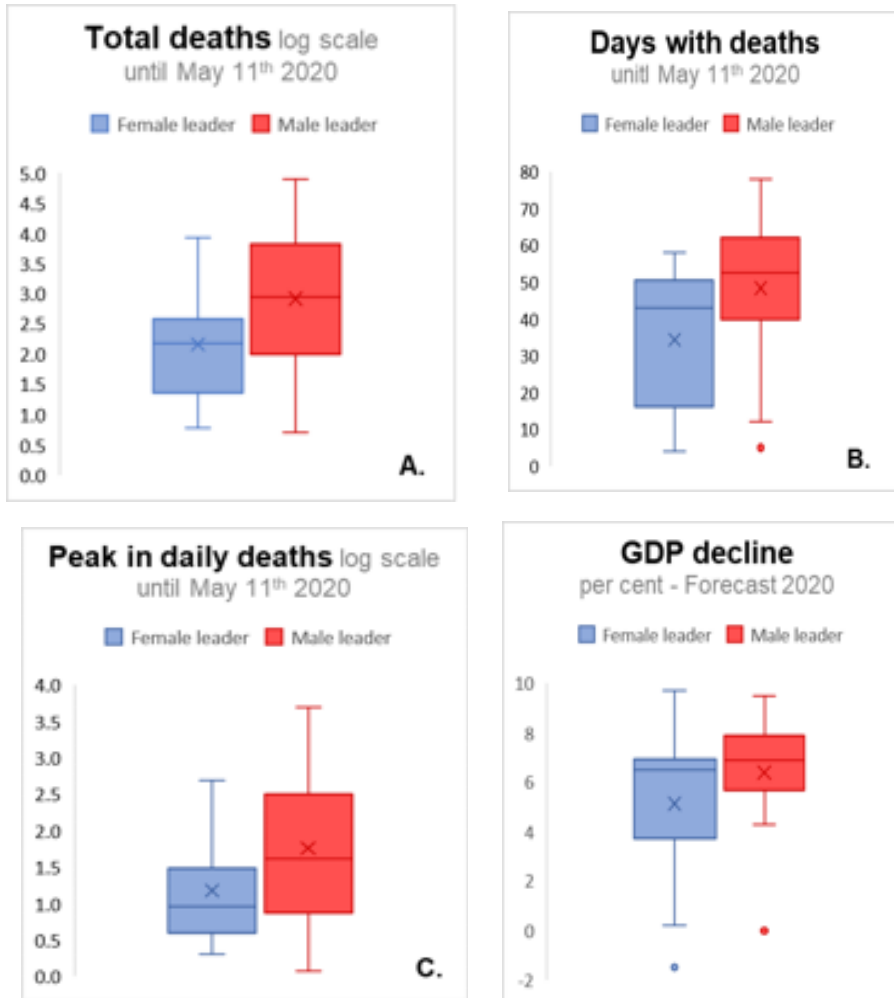 Total deaths log scale
until May 11th 2020
Female leader Male leader
5.0
4.5
4.0
3.5
3.0
2.5
2.0
1.5
1.0
0.5
0.0
A.
Days with deaths
unitl May 11th 2020
Female leader Male leader
80
70
60
50
40
30
20
10
0
B.
Peak in daily deaths log scale
until May 11th 2020
Female leader Male leader
4.0
3.5
3.0
2.5
2.0
1.5
1.0
0.5
0.0
C.
GDP decline
per cent - Forecast 2020
Female leader Male leader
10
8
6
4
2
0
-2